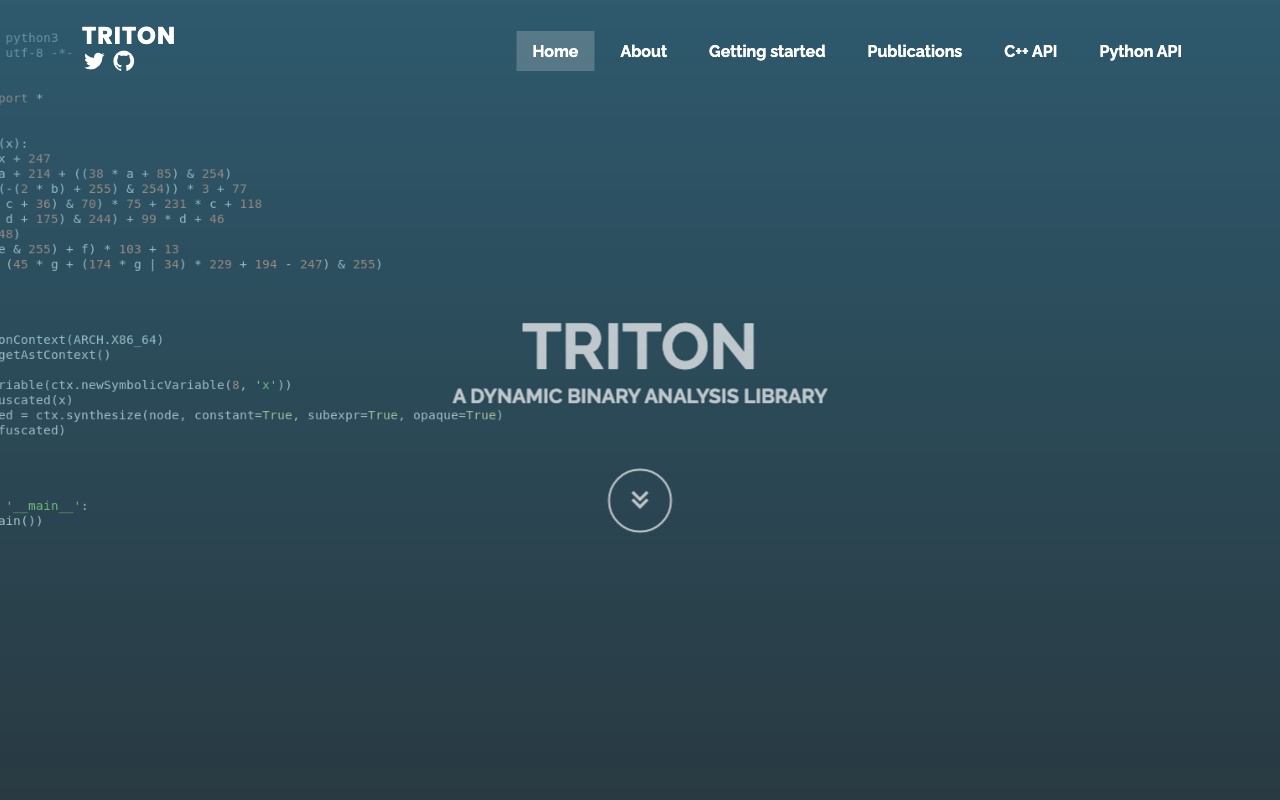 python3
utf-8 -*-
TRITON
Home About Getting started Publications C++ API Python API
port *
(x):
x + 247
a + 214 + ((38 * a + 85) & 254)
(-(2 * b) + 255) & 254)) * 3 + 77
c + 36) & 70) * 75 + 231 * c + 118
d + 175) & 244) + 99 * d + 46
48)
e & 255) + f) * 103 + 13
(45 * g + (174 * g | 34) * 229 + 194 - 247) & 255)
onContext(ARCH.X86_64)
getAstContext()
riable(ctx.newSymbolicVariable(8, 'x'))
uscated(x)
ed = ctx.synthesize(node, constant=True, subexpr=True, opaque=True)
fuscated)
'__main__':
ain())
TRITON
A DYNAMIC BINARY ANALYSIS LIBRARY